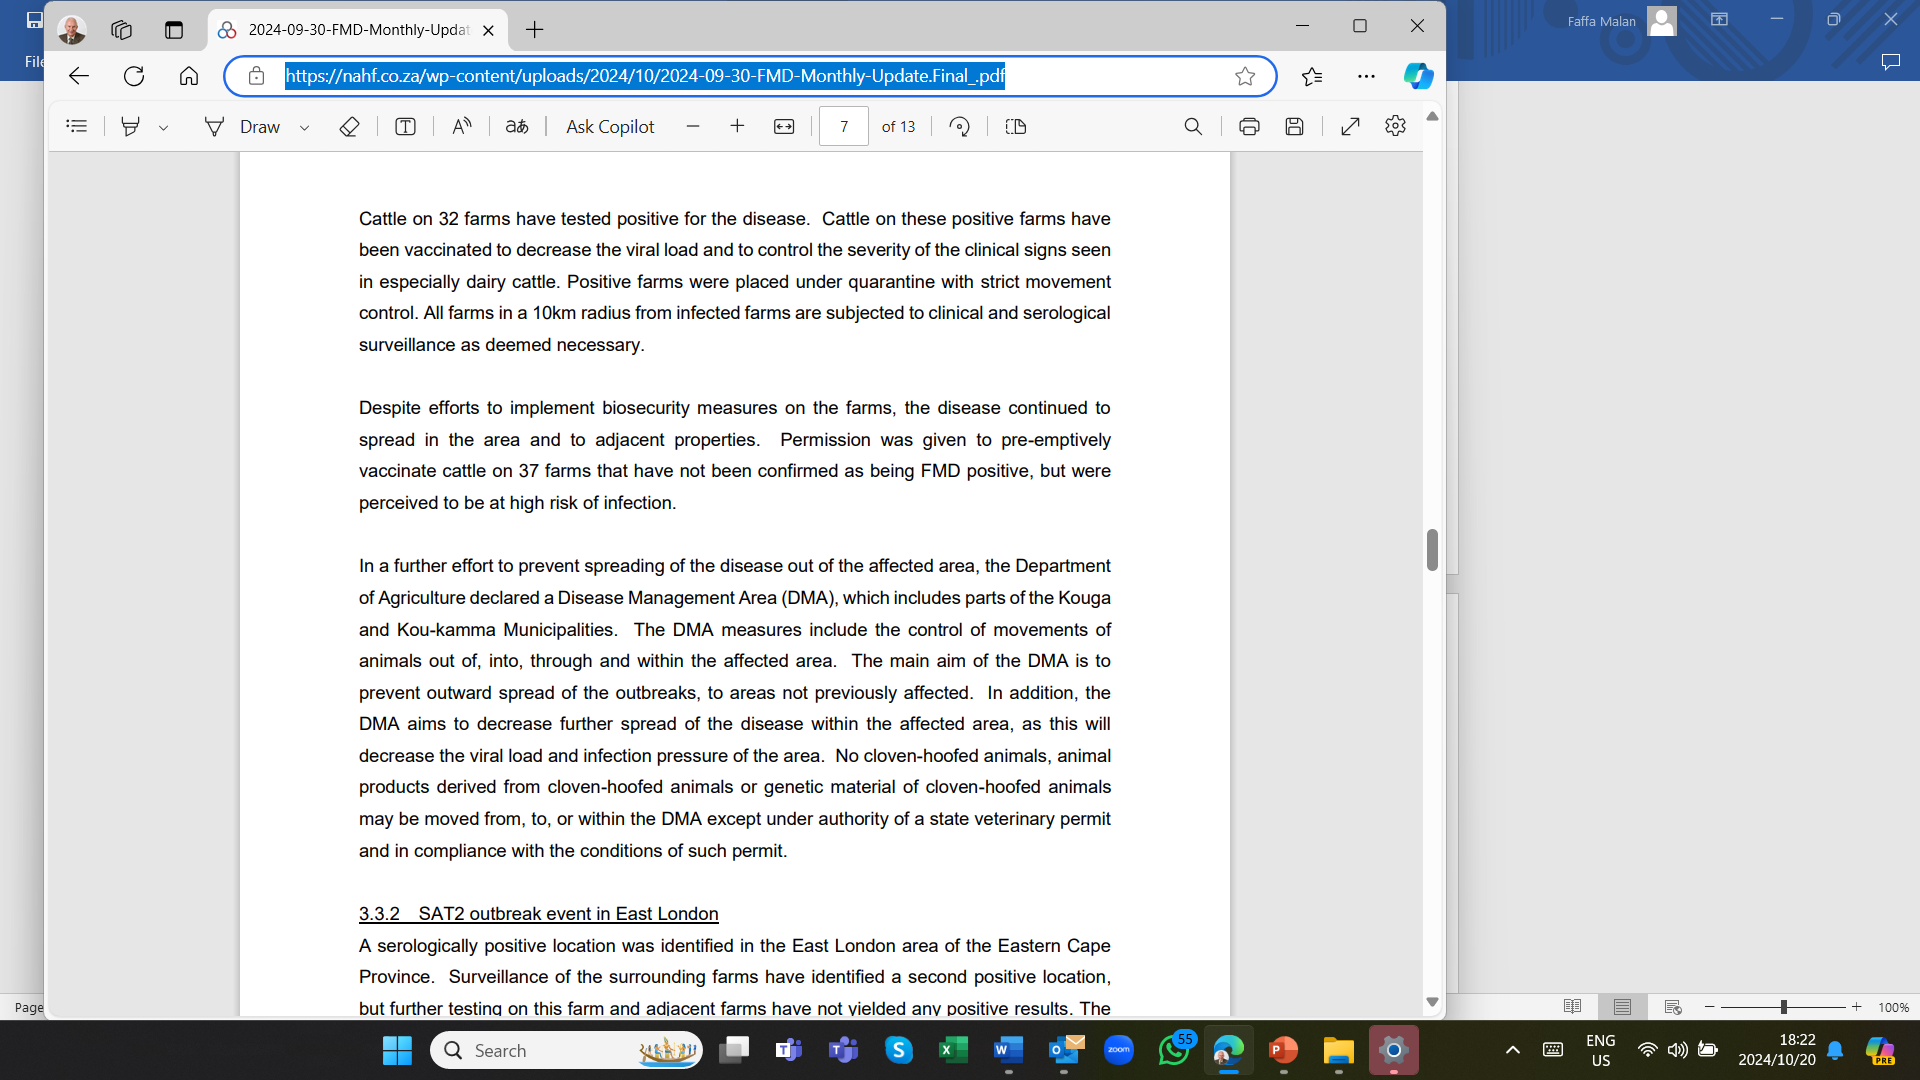 2024-09-30-FMD-Monthly-Updat
Faffa Malan
File
https://nahf.co.za/wp-content/uploads/2024/10/2024-09-30-FMD-Monthly-Update.Final_.pdf
Draw
Ask Copilot
7 of 13
Cattle on 32 farms have tested positive for the disease. Cattle on these positive farms have
been vaccinated to decrease the viral load and to control the severity of the clinical signs seen
in especially dairy cattle. Positive farms were placed under quarantine with strict movement
control. All farms in a 10km radius from infected farms are subjected to clinical and serological
surveillance as deemed necessary.
Despite efforts to implement biosecurity measures on the farms, the disease continued to
spread in the area and to adjacent properties. Permission was given to pre-emptively
vaccinate cattle on 37 farms that have not been confirmed as being FMD positive, but were
perceived to be at high risk of infection.
In a further effort to prevent spreading of the disease out of the affected area, the Department
of Agriculture declared a Disease Management Area (DMA), which includes parts of the Kouga
and Kou-kamma Municipalities. The DMA measures include the control of movements of
animals out of, into, through and within the affected area. The main aim of the DMA is to
prevent outward spread of the outbreaks, to areas not previously affected. In addition, the
DMA aims to decrease further spread of the disease within the affected area, as this will
decrease the viral load and infection pressure of the area. No cloven-hoofed animals, animal
products derived from cloven-hoofed animals or genetic material of cloven-hoofed animals
may be moved from, to, or within the DMA except under authority of a state veterinary permit
and in compliance with the conditions of such permit.
3.3.2 SAT2 outbreak event in East London
A serologically positive location was identified in the East London area of the Eastern Cape
Province. Surveillance of the surrounding farms have identified a second positive location,
but further testing on this farm and adjacent farms have not yielded any positive results. The
Page
100%
Search
zoom
55
ENG
US
18:22
2024/10/20
PRE